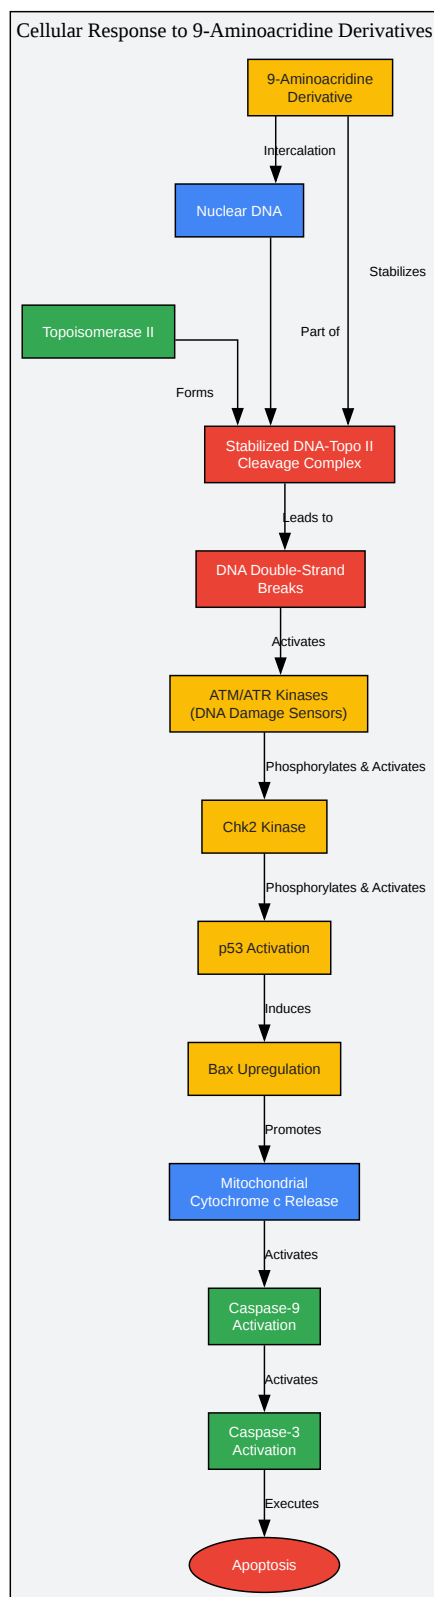 Cellular Response to 9-Aminoacridine Derivatives
9-Aminoacridine
Derivative
Intercalation
Nuclear DNA
Stabilizes
Topoisomerase II
Part of
Forms
Stabilized DNA-Topo II
Cleavage Complex
Leads to
DNA Double-Strand
Breaks
Activates
ATM/ATR Kinases
(DNA Damage Sensors)
Phosphorylates & Activates
Chk2 Kinase
Phosphorylates & Activates
p53 Activation
Induces
Bax Upregulation
Promotes
Mitochondrial
Cytochrome c Release
Activates
Caspase-9
Activation
Activates
Caspase-3
Activation
Executes
Apoptosis